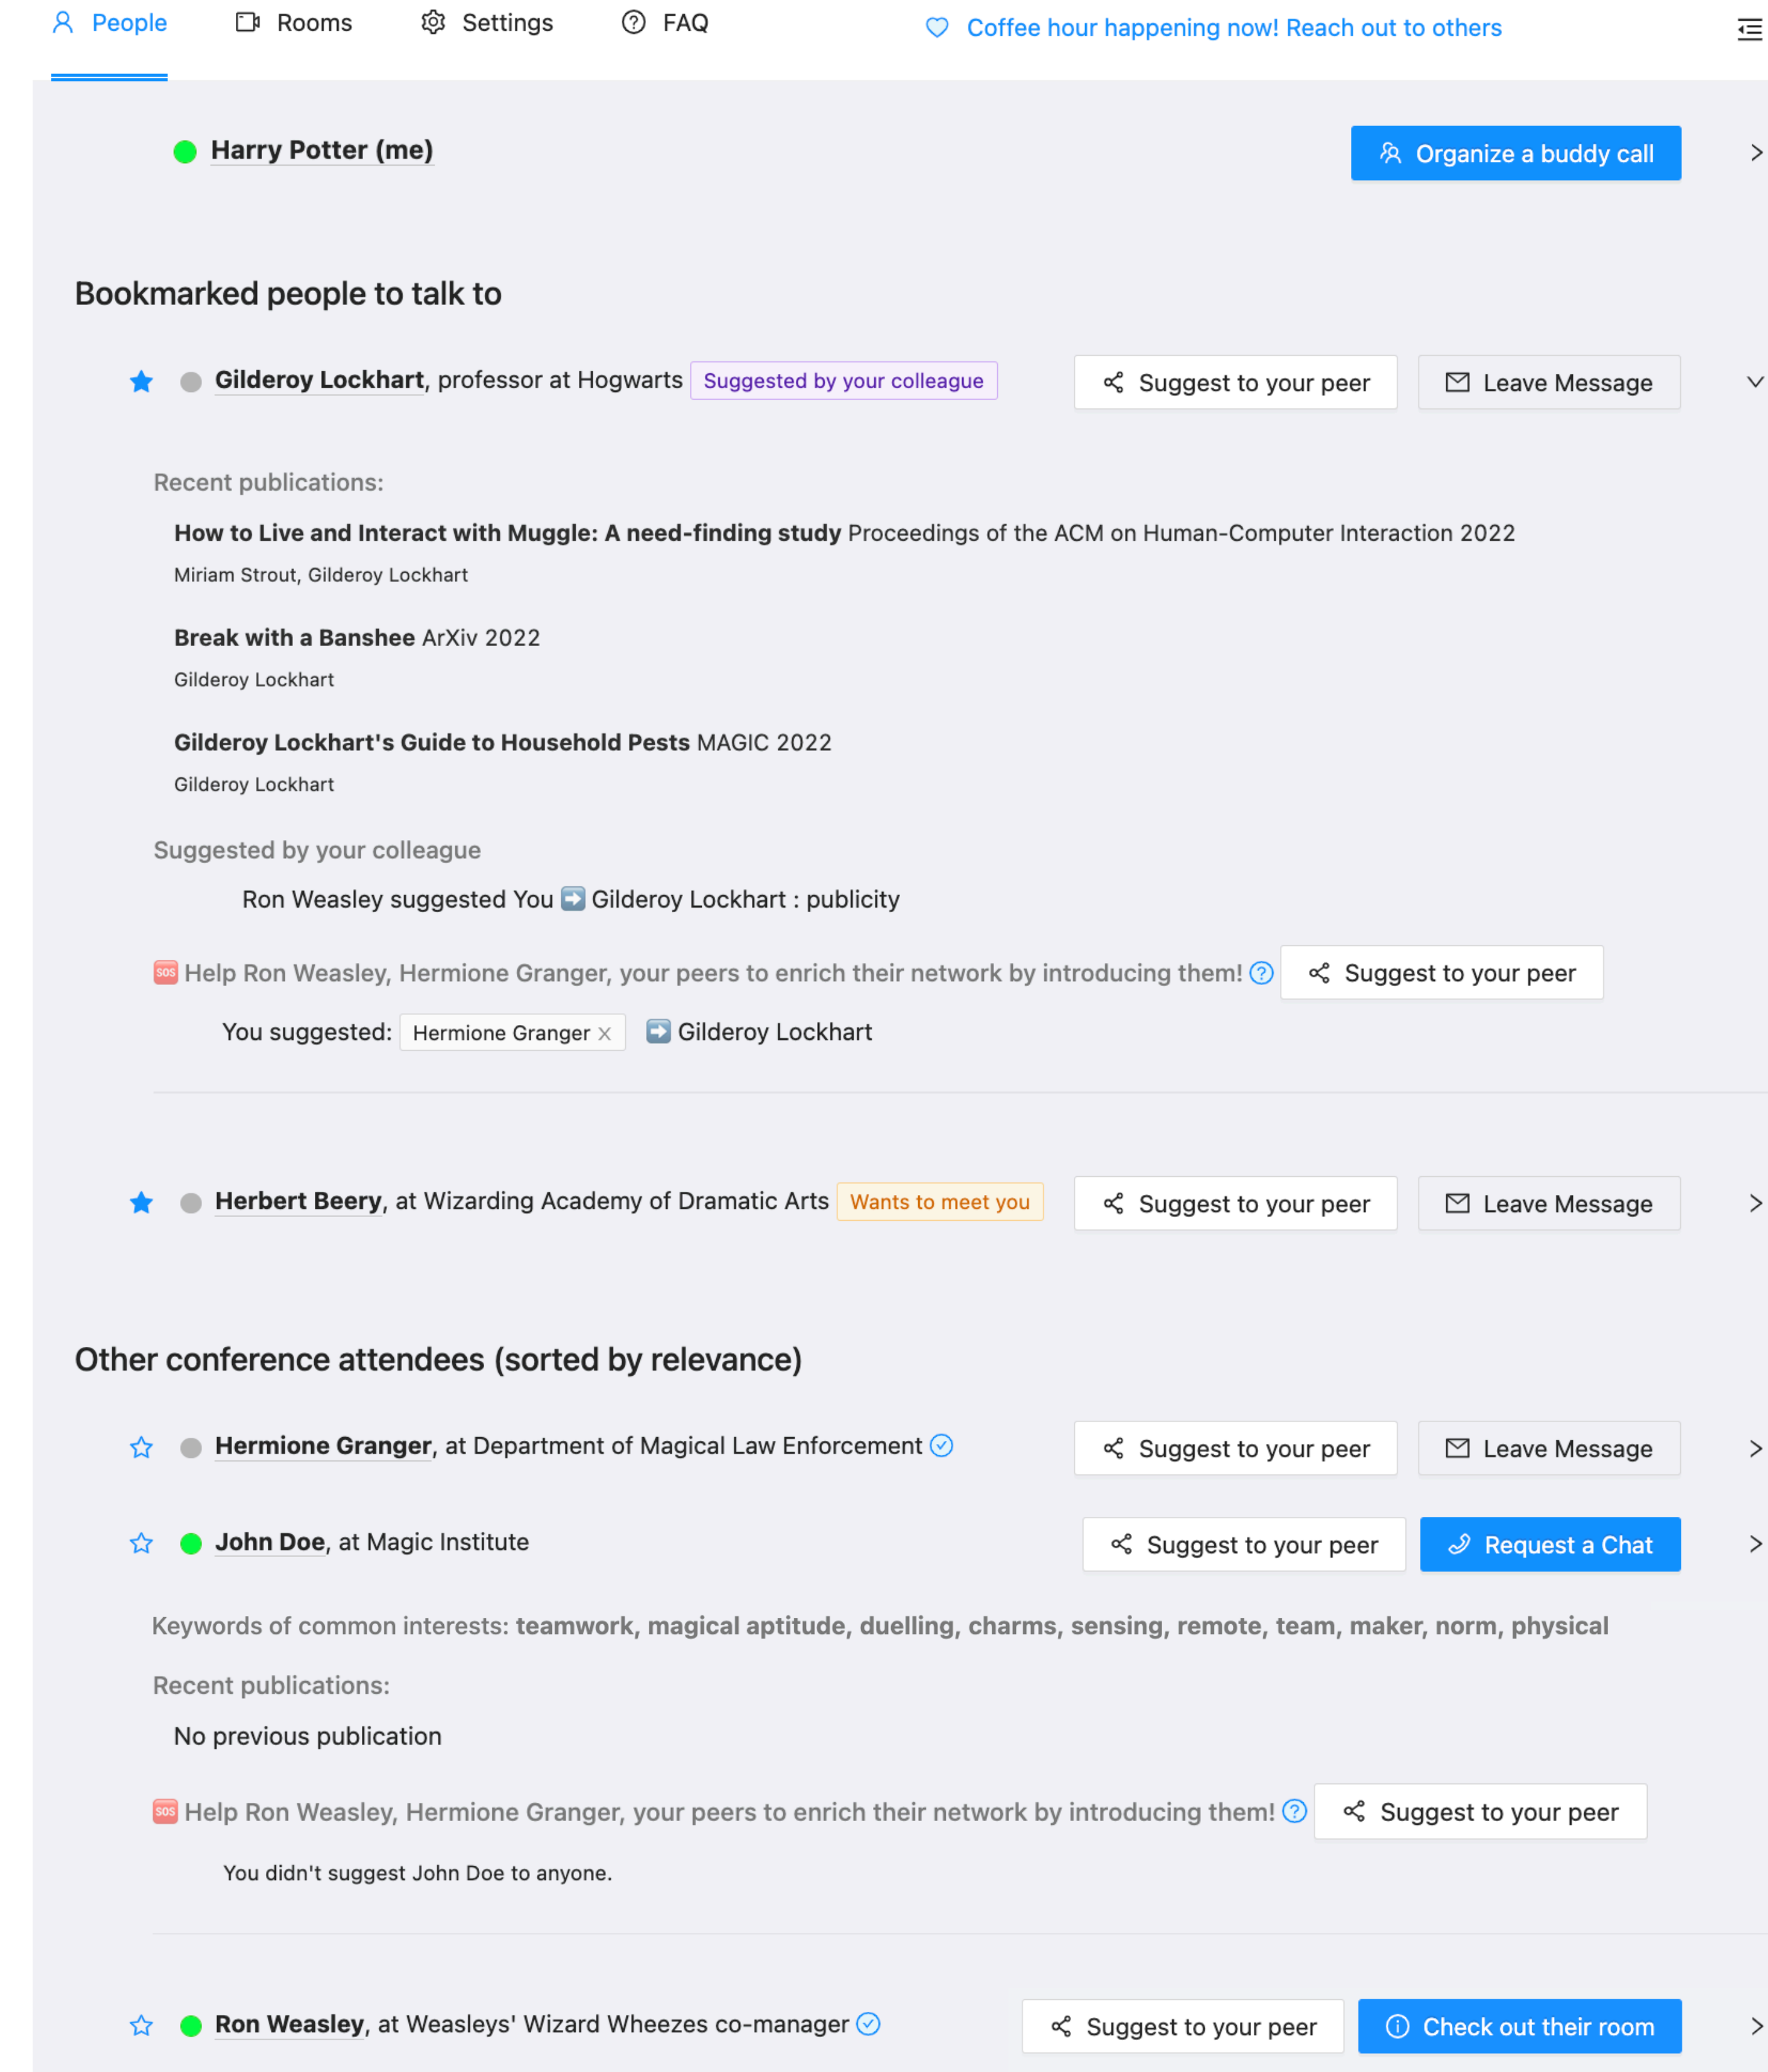 People Rooms Settings FAQ Coffee hour happening now! Reach out to others
Harry Potter (me) Organize a buddy call
Bookmarked people to talk to
Gilderoy Lockhart, professor at Hogwarts Suggested by your colleague Suggest to your peer Leave Message
Recent publications:
How to Live and Interact with Muggle: A need-finding study Proceedings of the ACM on Human-Computer Interaction 2022
Miriam Strout, Gilderoy Lockhart
Break with a Banshee ArXiv 2022
Gilderoy Lockhart
Gilderoy Lockhart's Guide to Household Pests MAGIC 2022
Gilderoy Lockhart
Suggested by your colleague
Ron Weasley suggested You ➡️ Gilderoy Lockhart : publicity
🆘 Help Ron Weasley, Hermione Granger, your peers to enrich their network by introducing them! Suggest to your peer
You suggested: Hermione Granger × ➡️ Gilderoy Lockhart
Herbert Beery, at Wizarding Academy of Dramatic Arts Wants to meet you Suggest to your peer Leave Message
Other conference attendees (sorted by relevance)
Hermione Granger, at Department of Magical Law Enforcement Suggest to your peer Leave Message
John Doe, at Magic Institute Suggest to your peer Request a Chat
Keywords of common interests: teamwork, magical aptitude, duelling, charms, sensing, remote, team, maker, norm, physical
Recent publications:
No previous publication
🆘 Help Ron Weasley, Hermione Granger, your peers to enrich their network by introducing them! Suggest to your peer
You didn't suggest John Doe to anyone.
Ron Weasley, at Weasleys' Wizard Wheezes co-manager Suggest to your peer Check out their room